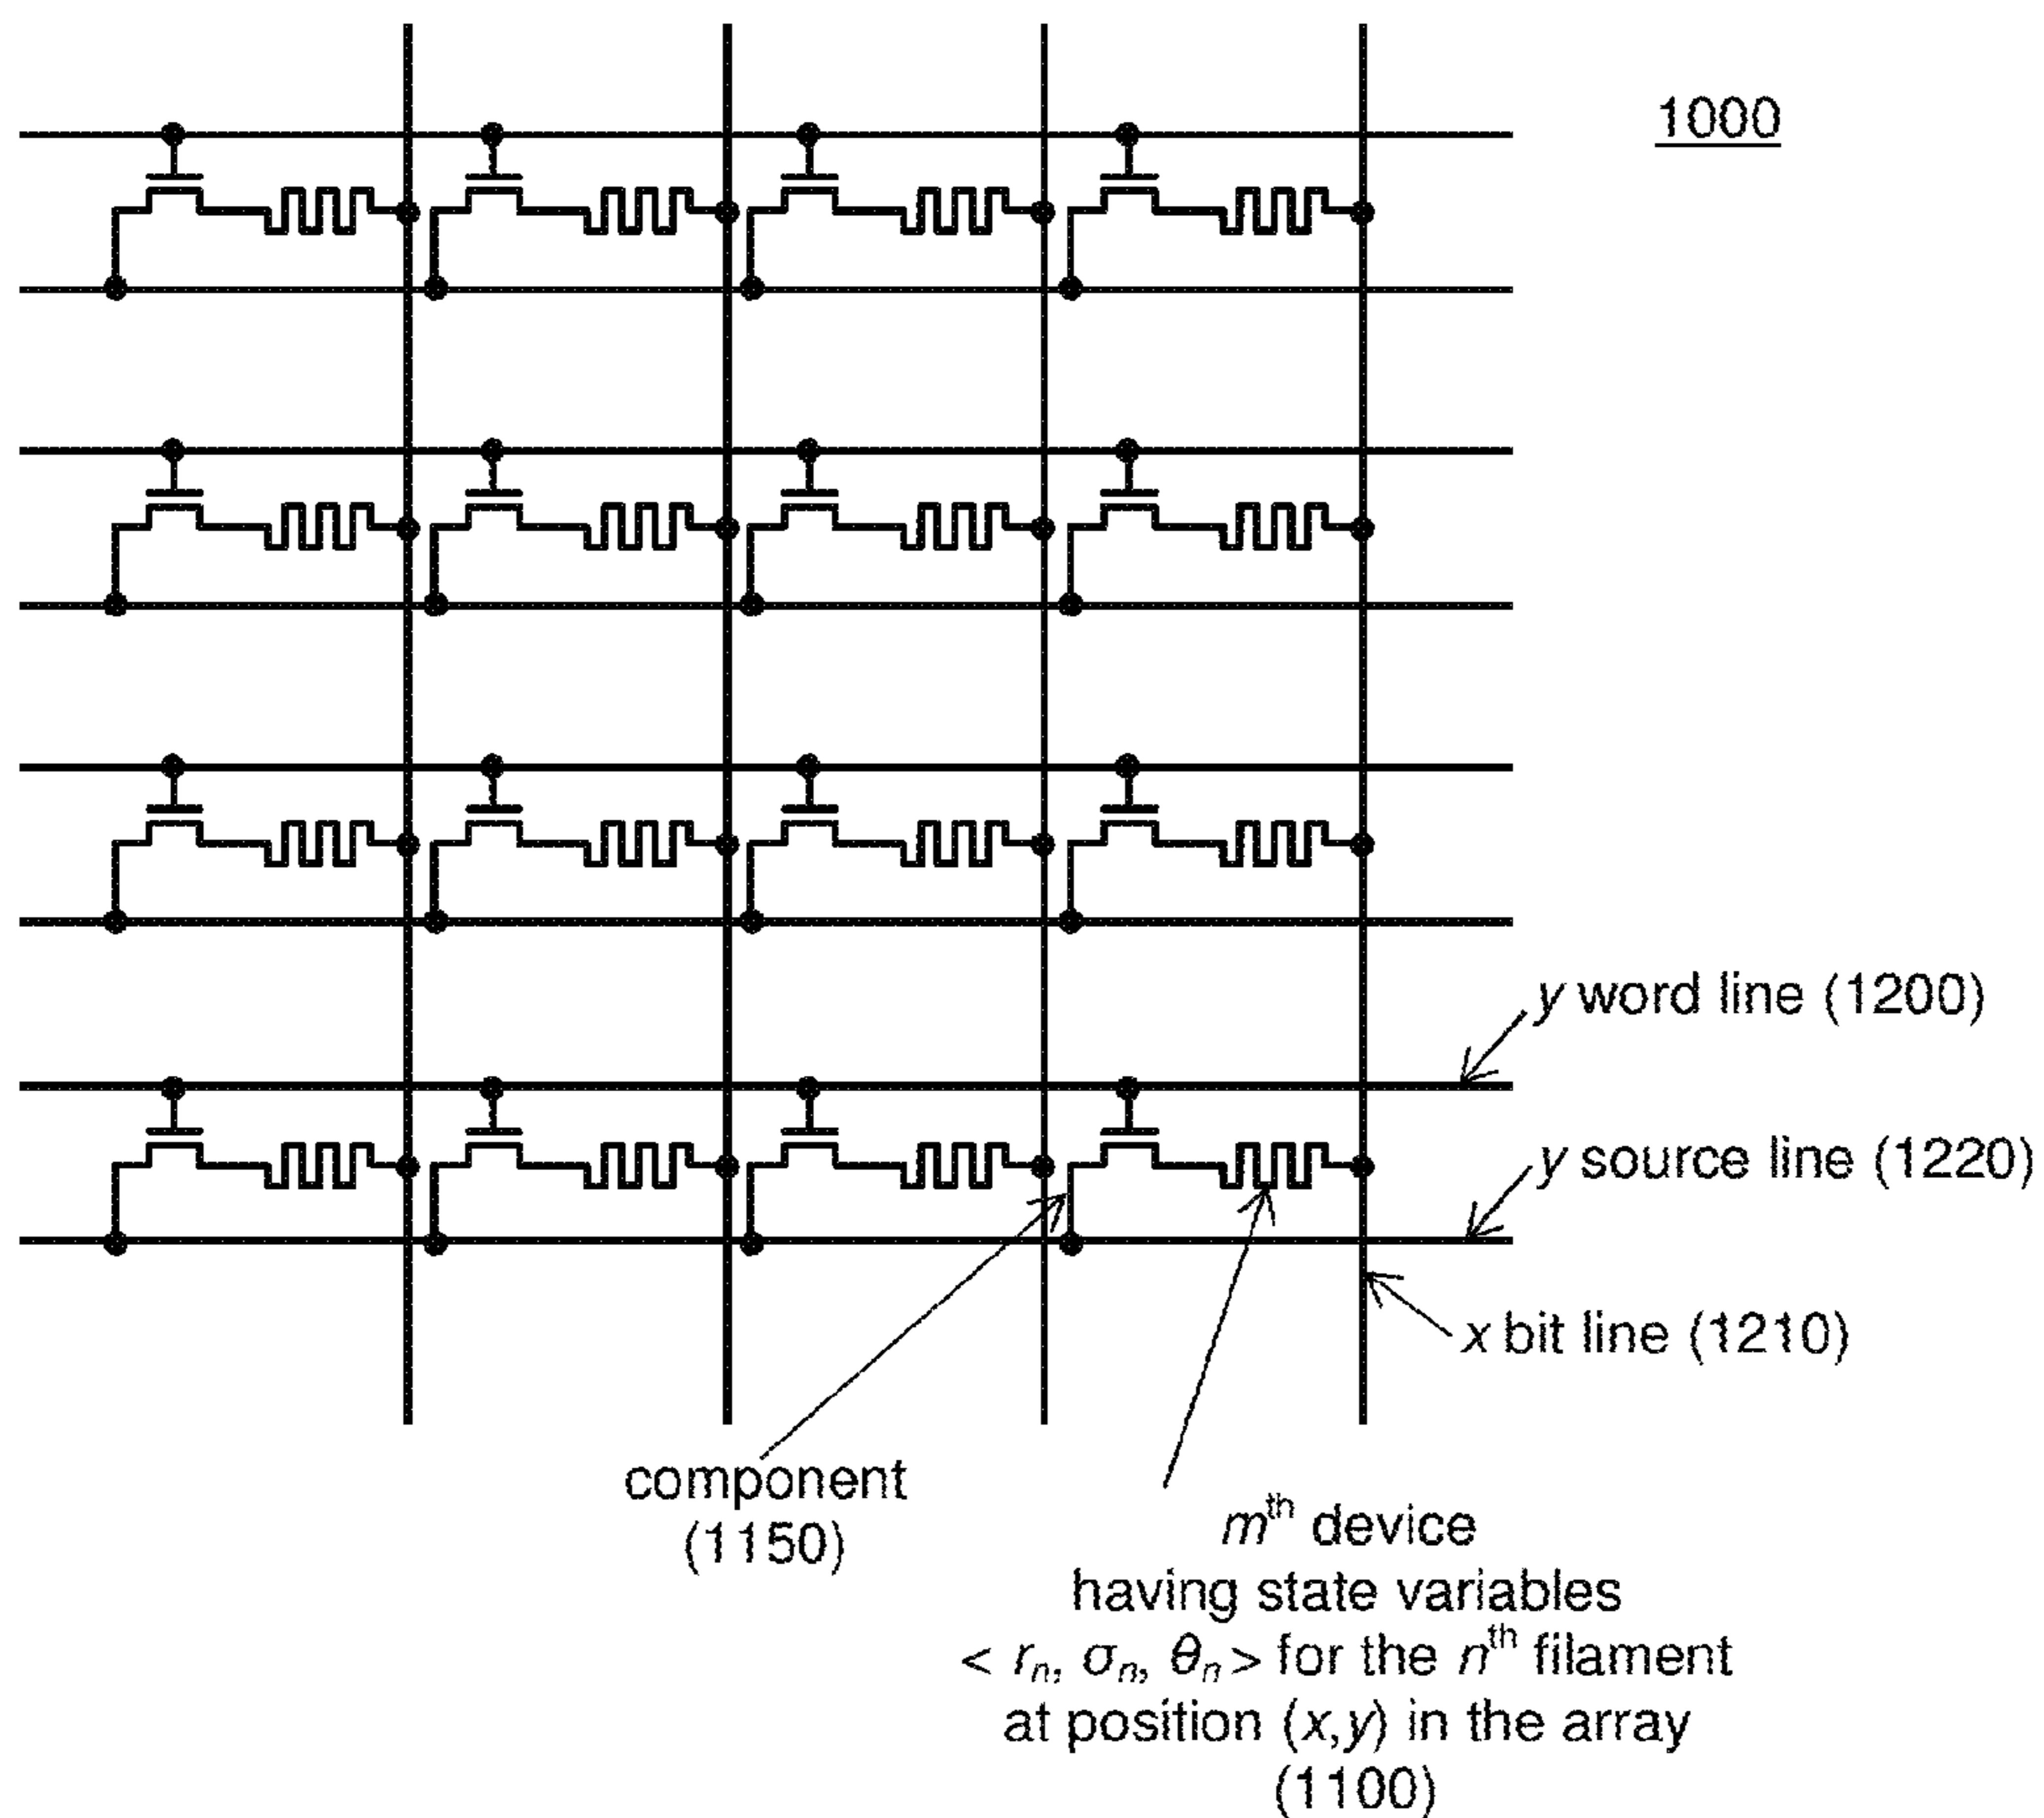 1000
y word line (1200)
y source line (1220)
x bit line (1210)
component
(1150)
mth device
having state variables
< rn, σn, θn > for the nth filament
at position (x,y) in the array
(1100)